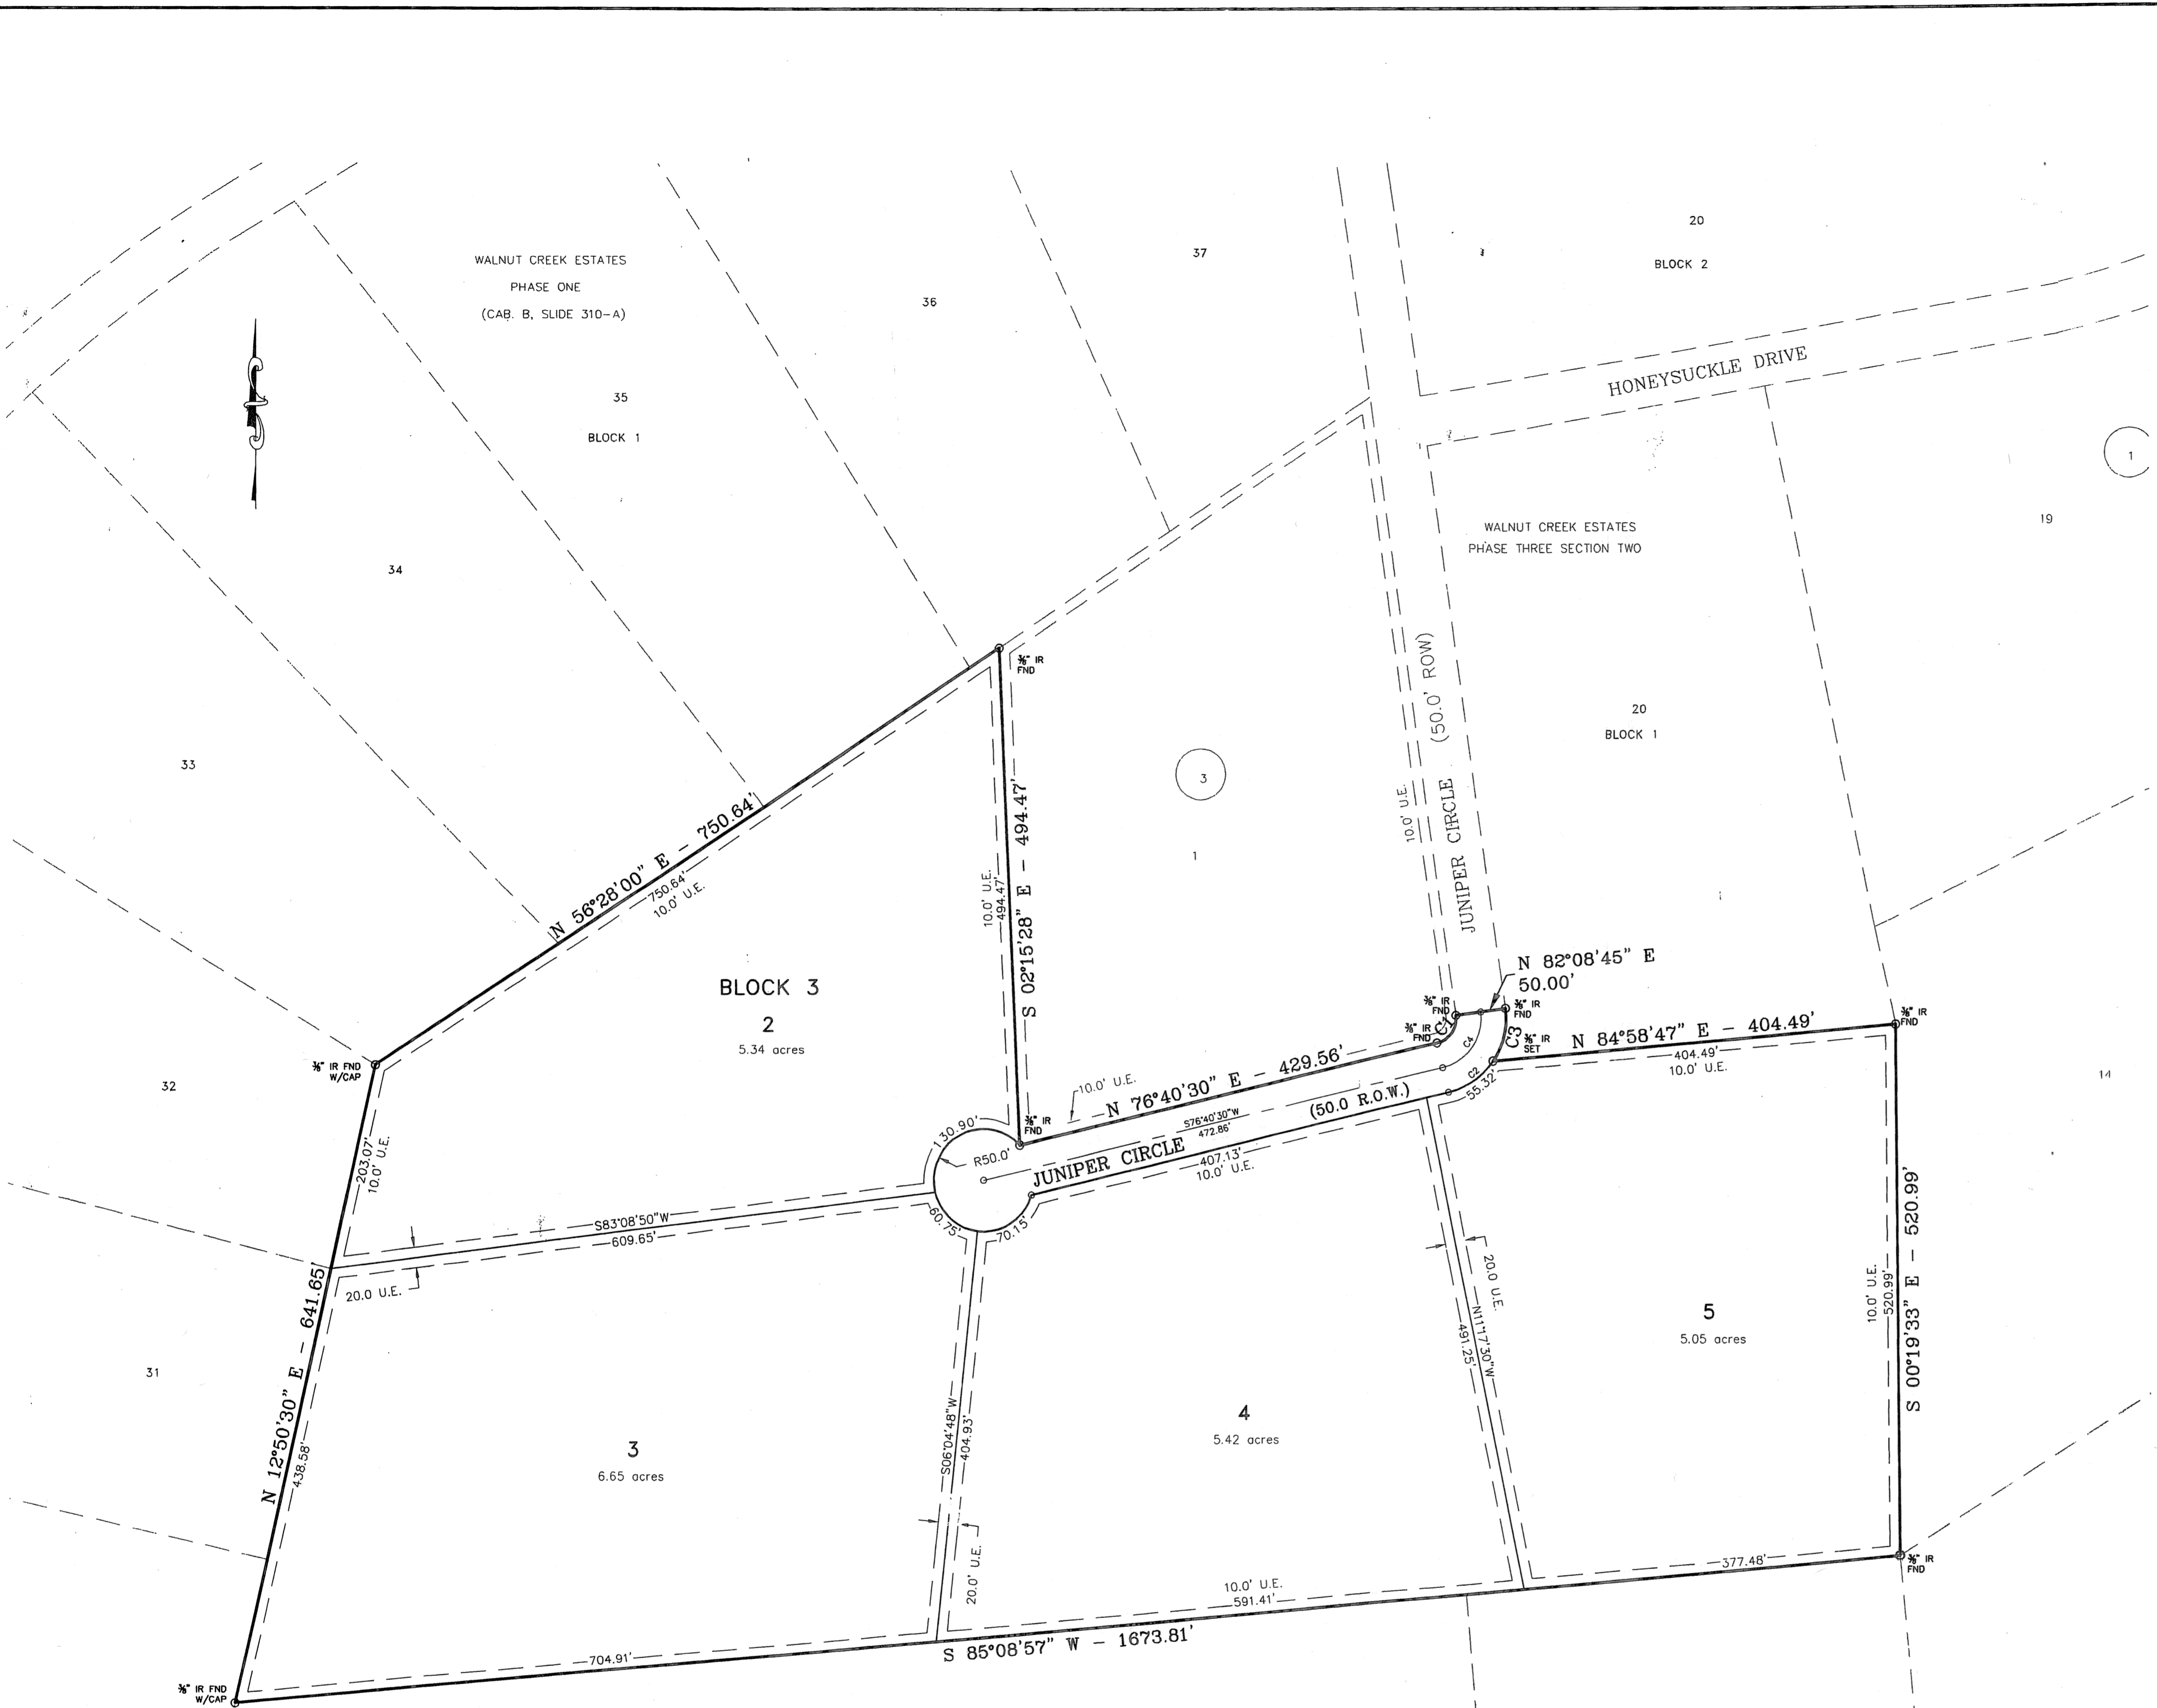 20
BLOCK 2
37
WALNUT CREEK ESTATES
PHASE ONE
(CAB. B, SLIDE 310-A)
36
HONEYSUCKLE DRIVE
35
BLOCK 1
1
19
WALNUT CREEK ESTATES
PHASE THREE SECTION TWO
34
⅜" IR
FND
JUNIPER CIRCLE (50.0' ROW)
10.0' U.E.
20
BLOCK 1
33
3
1
N 56°28'00" E - 750.64'
750.64'
10.0' U.E.
10.0' U.E.
494.47'
S 02°15'28" E - 494.47'
N 82°08'45" E
50.00'
BLOCK 3
2
5.34 acres
⅜" IR
FND
⅜" IR
FND
⅜" IR
FND
C1
C3
C4
C2
⅜" IR
SET
N 84°58'47" E - 404.49'
404.49'
10.0' U.E.
⅜" IR
FND
55.32'
⅜" IR FND
W/CAP
32
14
10.0' U.E.
N 76°40'30" E - 429.56'
(50.0 R.O.W.)
S76°40'30"W
472.86'
JUNIPER CIRCLE
407.13'
10.0' U.E.
⅜" IR
FND
130.90'
R50.0'
60.75'
70.15'
203.07'
10.0' U.E.
S83°08'50"W
609.65'
20.0 U.E.
N 12°50'30" E - 641.65'
438.58'
31
20.0 U.E.
N11°17'30"W
491.25'
5
5.05 acres
10.0' U.E.
520.99'
S 00°19'33" E - 520.99'
3
6.65 acres
S06°04'48"W
404.93'
20.0' U.E.
4
5.42 acres
10.0' U.E.
591.41'
377.48'
⅜" IR
FND
704.91'
S 85°08'57" W - 1673.81'
⅜" IR FND
W/CAP